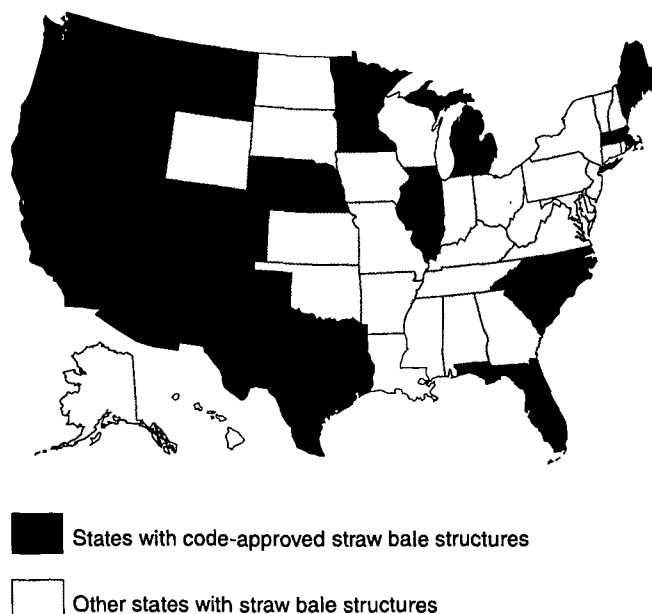 States with code-approved straw bale structures
Other states with straw bale structures